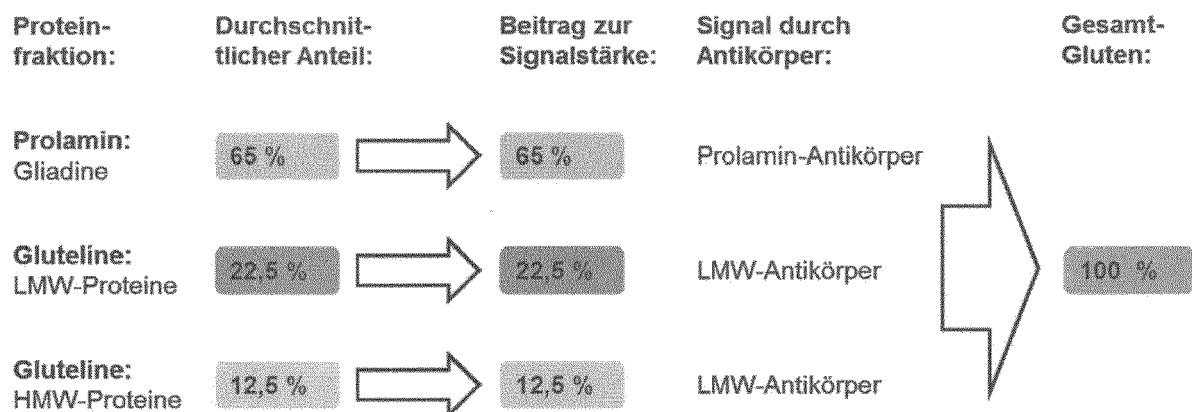 Protein-
fraktion:
Durchschnit-
tlicher Anteil:
Beitrag zur
Signalstärke:
Signal durch
Antikörper:
Gesamt-
Gluten:
Prolamin:
Gliadine
65 %
65 %
Prolamin-Antikörper
Gluteline:
LMW-Proteine
22,5 %
22,5 %
LMW-Antikörper
100 %
Gluteline:
HMW-Proteine
12,5 %
12,5 %
LMW-Antikörper